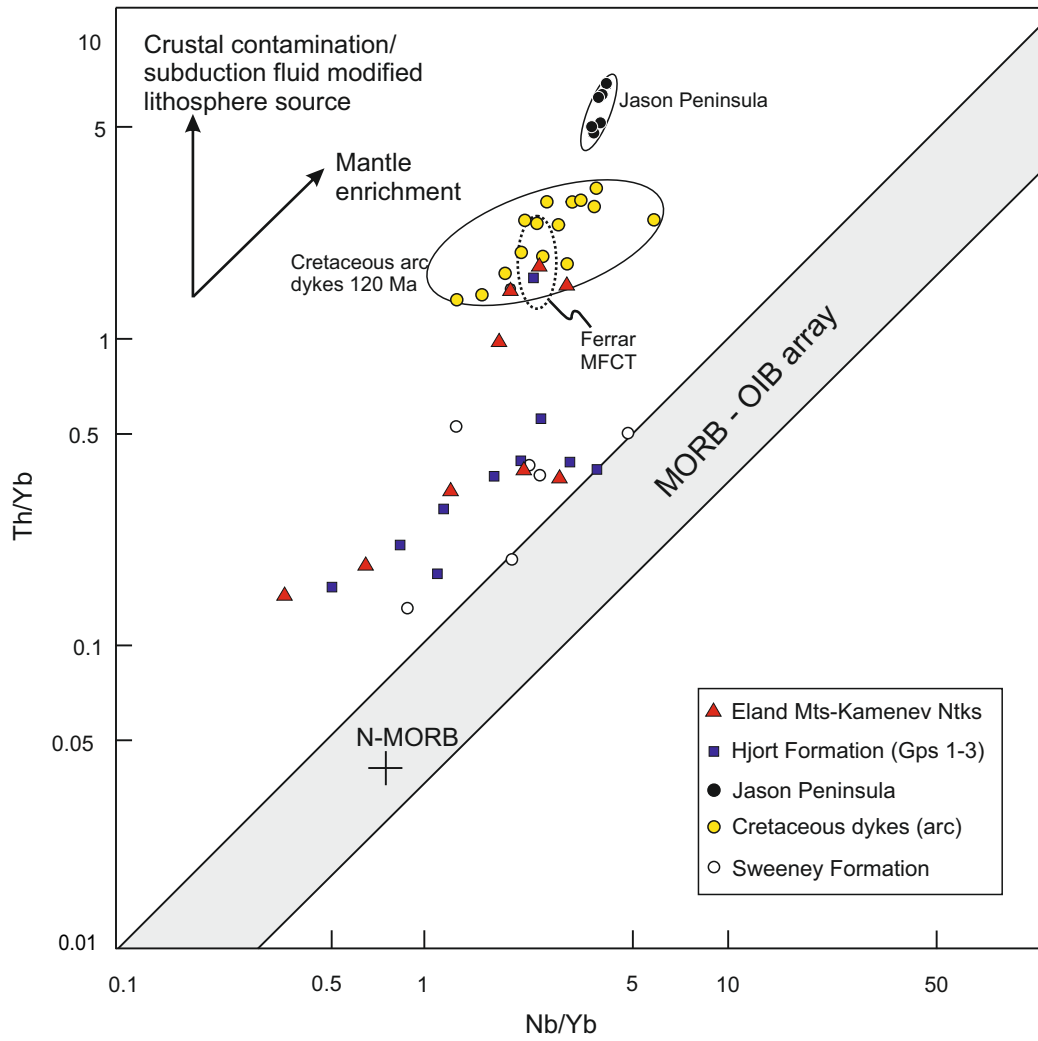 10
5
1
0.5
0.1
0.05
0.01
Th/Yb
Crustal contamination/
subduction fluid modified
lithosphere source
Mantle
enrichment
Jason Peninsula
Cretaceous arc
dykes 120 Ma
Ferrar
MFCT
MORB - OIB array
N-MORB
Eland Mts-Kamenev Ntks
Hjort Formation (Gps 1-3)
Jason Peninsula
Cretaceous dykes (arc)
Sweeney Formation
0.1
0.5
1
5
10
50
Nb/Yb